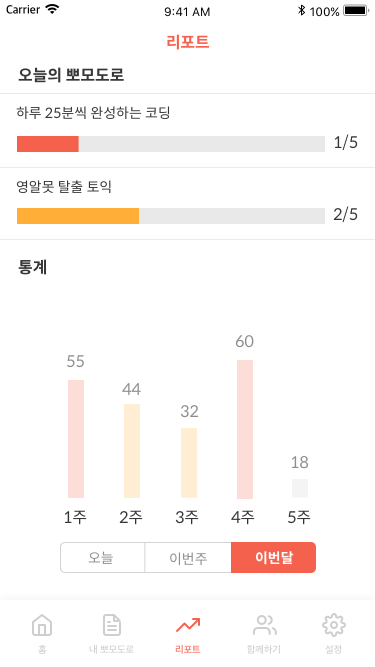 Carrier 9:41 AM 100%
리포트
오늘의 뽀모도로
하루 25분씩 완성하는 코딩
1/5
영알못 탈출 토익
2/5
통계
60
55
44
32
18
1주 2주 3주 4주 5주
오늘 이번주 이번달
홈 내 뽀모도로 리포트 함께하기 설정